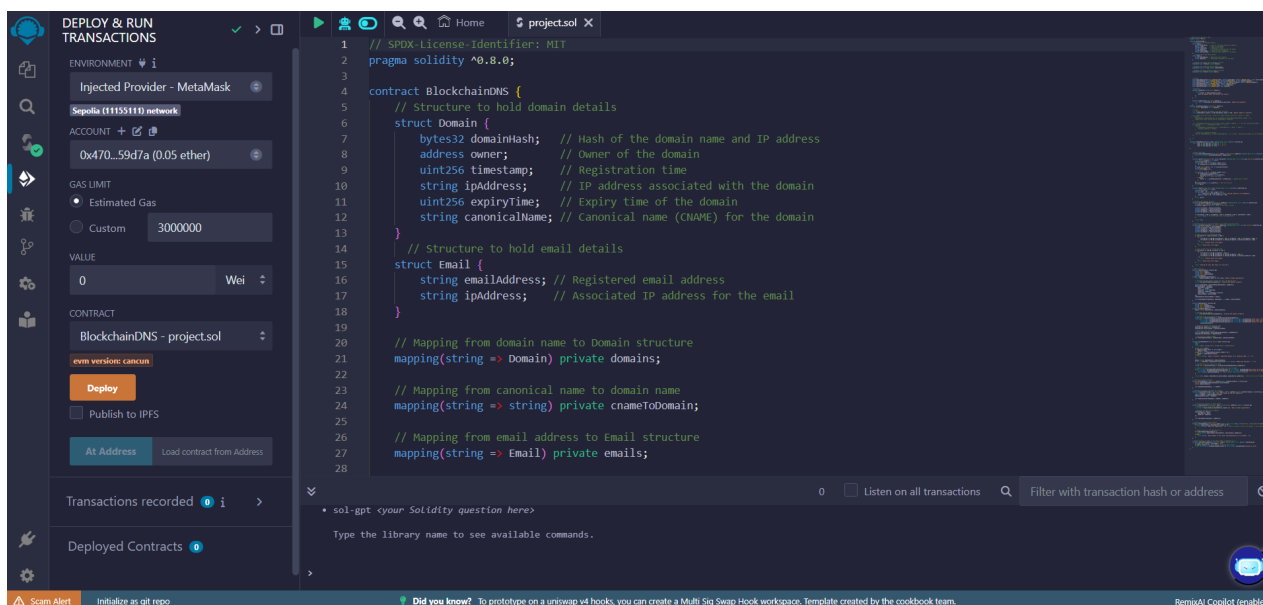 DEPLOY & RUN
TRANSACTIONS
ENVIRONMENT
Injected Provider - MetaMask
Sepolia (11155111) network
ACCOUNT
0x470...59d7a (0.05 ether)
GAS LIMIT
Estimated Gas
Custom
3000000
VALUE
0
Wei
CONTRACT
BlockchainDNS - project.sol
evm version: cancun
Deploy
Publish to IPFS
At Address
Load contract from Address
Transactions recorded 0 i
Deployed Contracts 0
Home
project.sol
1 // SPDX-License-Identifier: MIT
2 pragma solidity ^0.8.0;
3
4 contract BlockchainDNS {
5 // Structure to hold domain details
6 struct Domain {
7 bytes32 domainHash; // Hash of the domain name and IP address
8 address owner; // Owner of the domain
9 uint256 timestamp; // Registration time
10 string ipAddress; // IP address associated with the domain
11 uint256 expiryTime; // Expiry time of the domain
12 string canonicalName; // Canonical name (CNAME) for the domain
13 }
14 // Structure to hold email details
15 struct Email {
16 string emailAddress; // Registered email address
17 string ipAddress; // Associated IP address for the email
18 }
19
20 // Mapping from domain name to Domain structure
21 mapping(string => Domain) private domains;
22
23 // Mapping from canonical name to domain name
24 mapping(string => string) private cnameToDomain;
25
26 // Mapping from email address to Email structure
27 mapping(string => Email) private emails;
28
0
Listen on all transactions
Filter with transaction hash or address
• sol-gpt <your Solidity question here>
Type the library name to see available commands.
>
Scam Alert
Initialize as git repo
Did you know? To prototype on a uniswap v4 hooks, you can create a Multi Sig Swap Hook workspace. Template created by the cookbook team.
RemixAI Copilot (enable